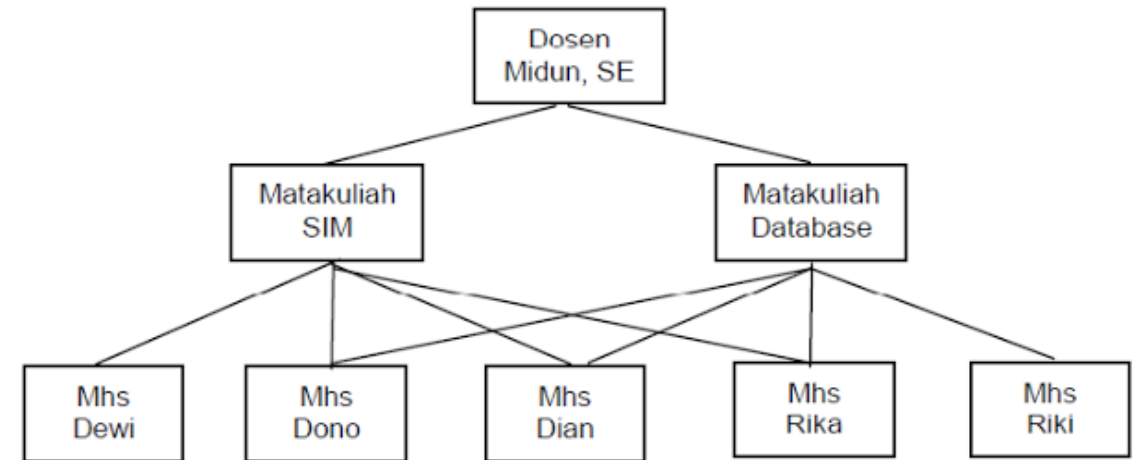 Dosen
Midun, SE
Matakuliah
SIM
Matakuliah
Database
Mhs
Dewi
Mhs
Dono
Mhs
Dian
Mhs
Rika
Mhs
Riki